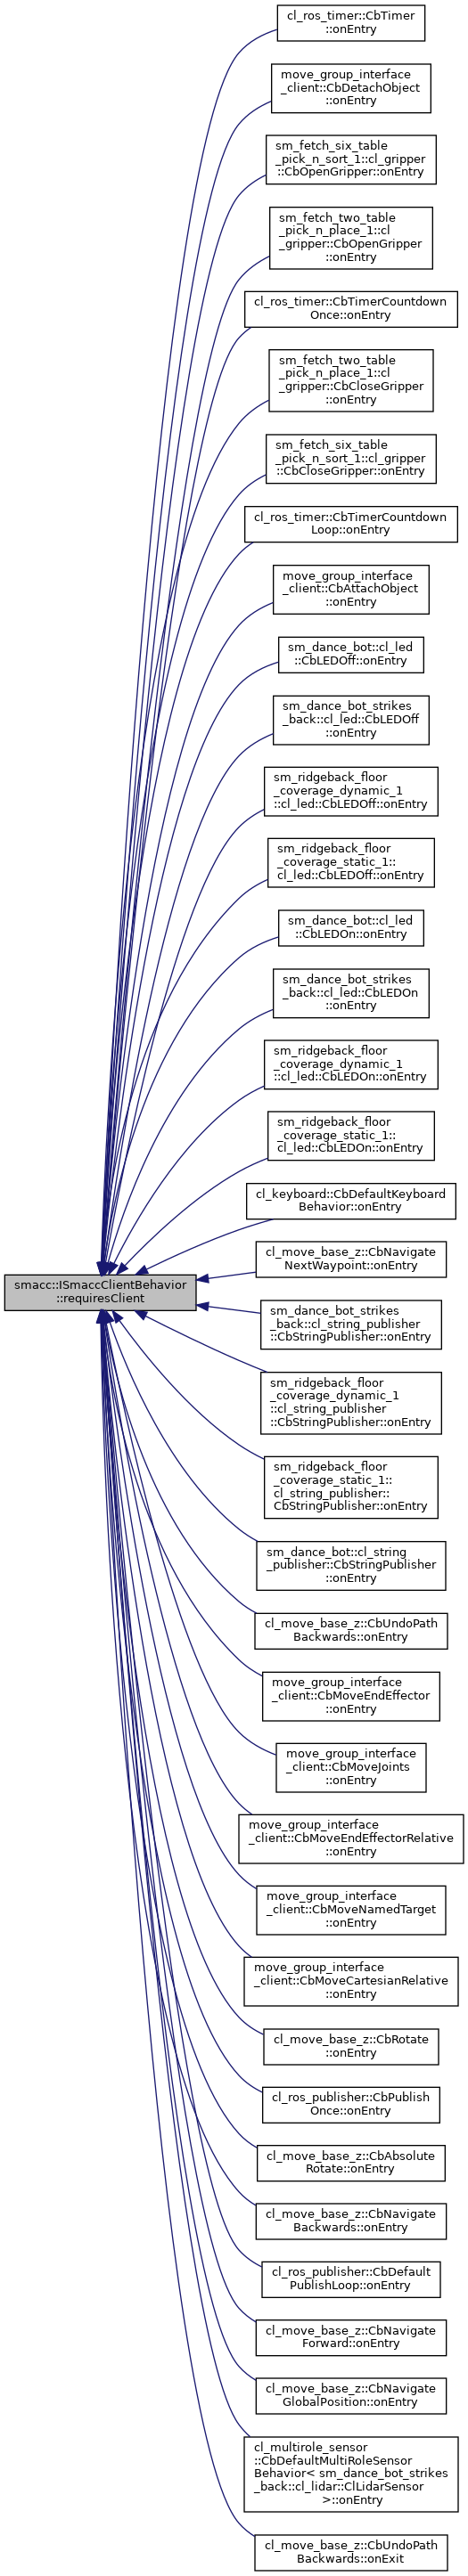 cl_ros_timer::CbTimer
::onEntry
move_group_interface
_client::CbDetachObject
::onEntry
sm_fetch_six_table
_pick_n_sort_1::cl_gripper
::CbOpenGripper::onEntry
sm_fetch_two_table
_pick_n_place_1::cl
_gripper::CbOpenGripper
::onEntry
cl_ros_timer::CbTimerCountdown
Once::onEntry
sm_fetch_two_table
_pick_n_place_1::cl
_gripper::CbCloseGripper
::onEntry
sm_fetch_six_table
_pick_n_sort_1::cl_gripper
::CbCloseGripper::onEntry
cl_ros_timer::CbTimerCountdown
Loop::onEntry
move_group_interface
_client::CbAttachObject
::onEntry
sm_dance_bot::cl_led
::CbLEDOff::onEntry
sm_dance_bot_strikes
_back::cl_led::CbLEDOff
::onEntry
sm_ridgeback_floor
_coverage_dynamic_1
::cl_led::CbLEDOff::onEntry
sm_ridgeback_floor
_coverage_static_1::
cl_led::CbLEDOff::onEntry
sm_dance_bot::cl_led
::CbLEDOn::onEntry
sm_dance_bot_strikes
_back::cl_led::CbLEDOn
::onEntry
sm_ridgeback_floor
_coverage_dynamic_1
::cl_led::CbLEDOn::onEntry
sm_ridgeback_floor
_coverage_static_1::
cl_led::CbLEDOn::onEntry
cl_keyboard::CbDefaultKeyboard
Behavior::onEntry
cl_move_base_z::CbNavigate
NextWaypoint::onEntry
smacc::ISmaccClientBehavior
::requiresClient
sm_dance_bot_strikes
_back::cl_string_publisher
::CbStringPublisher::onEntry
sm_ridgeback_floor
_coverage_dynamic_1
::cl_string_publisher
::CbStringPublisher::onEntry
sm_ridgeback_floor
_coverage_static_1::
cl_string_publisher::
CbStringPublisher::onEntry
sm_dance_bot::cl_string
_publisher::CbStringPublisher
::onEntry
cl_move_base_z::CbUndoPath
Backwards::onEntry
move_group_interface
_client::CbMoveEndEffector
::onEntry
move_group_interface
_client::CbMoveJoints
::onEntry
move_group_interface
_client::CbMoveEndEffectorRelative
::onEntry
move_group_interface
_client::CbMoveNamedTarget
::onEntry
move_group_interface
_client::CbMoveCartesianRelative
::onEntry
cl_move_base_z::CbRotate
::onEntry
cl_ros_publisher::CbPublish
Once::onEntry
cl_move_base_z::CbAbsolute
Rotate::onEntry
cl_move_base_z::CbNavigate
Backwards::onEntry
cl_ros_publisher::CbDefault
PublishLoop::onEntry
cl_move_base_z::CbNavigate
Forward::onEntry
cl_move_base_z::CbNavigate
GlobalPosition::onEntry
cl_multirole_sensor
::CbDefaultMultiRoleSensor
Behavior< sm_dance_bot_strikes
_back::cl_lidar::ClLidarSensor
>::onEntry
cl_move_base_z::CbUndoPath
Backwards::onExit